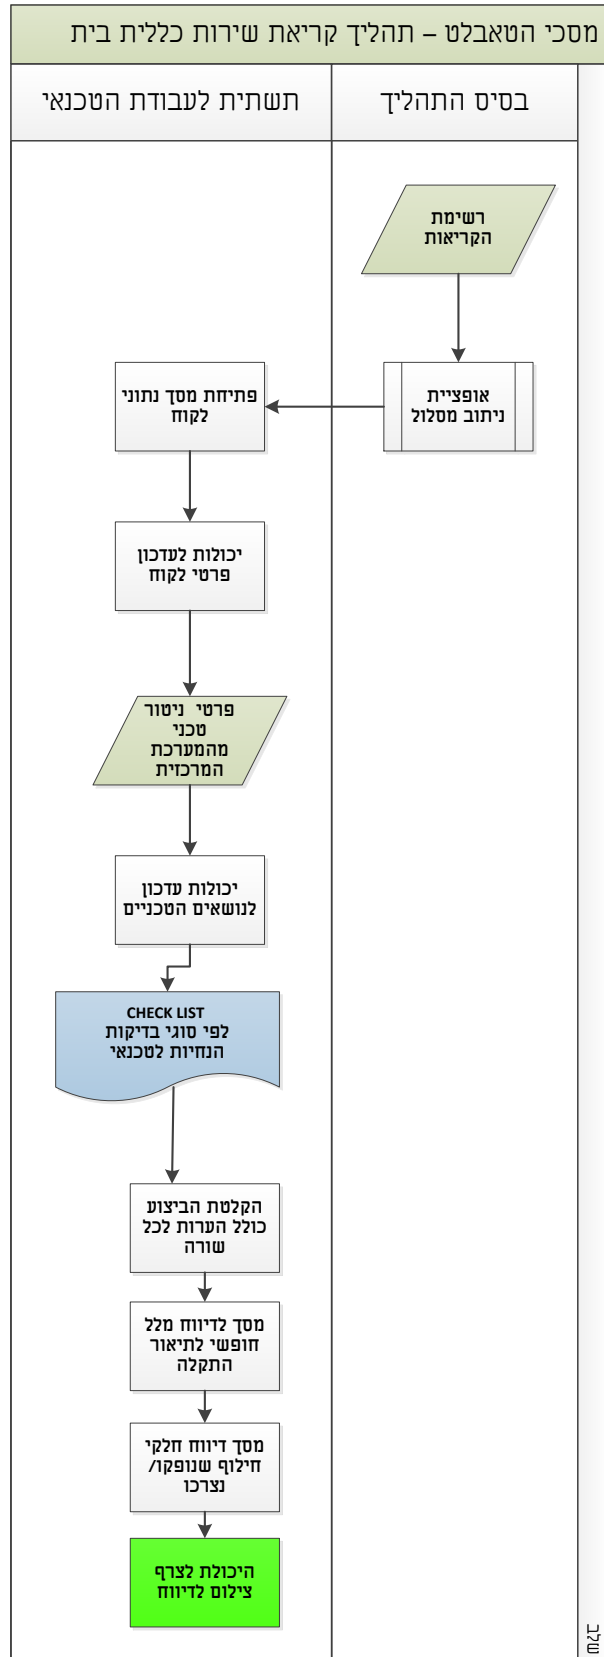 מסכי הטאבלט – תהליך קריאת שירות כללית בית
בסיס התהליך
תשתית לעבודת הטכנאי
רשימת
הקריאות
אופציית
ניתוב מסלול
פתיחת מסך נתוני
לקוח
יכולות לעדכון
פרטי לקוח
פרטי ניטור
טכני
מהמערכת
המרכזית
יכולות עדכון
לנושאים הטכניים
CHECK LIST
לפי סוגי בדיקות
הנחיות לטכנאי
הקלטת הביצוע
כולל הערות לכל
שורה
מסך לדיווח מלל
חופשי לתיאור
התקלה
מסך דיווח חלקי
חילוף שנופקו/
נצרכו
היכולת לצרף
צילום לדיווח
שלב